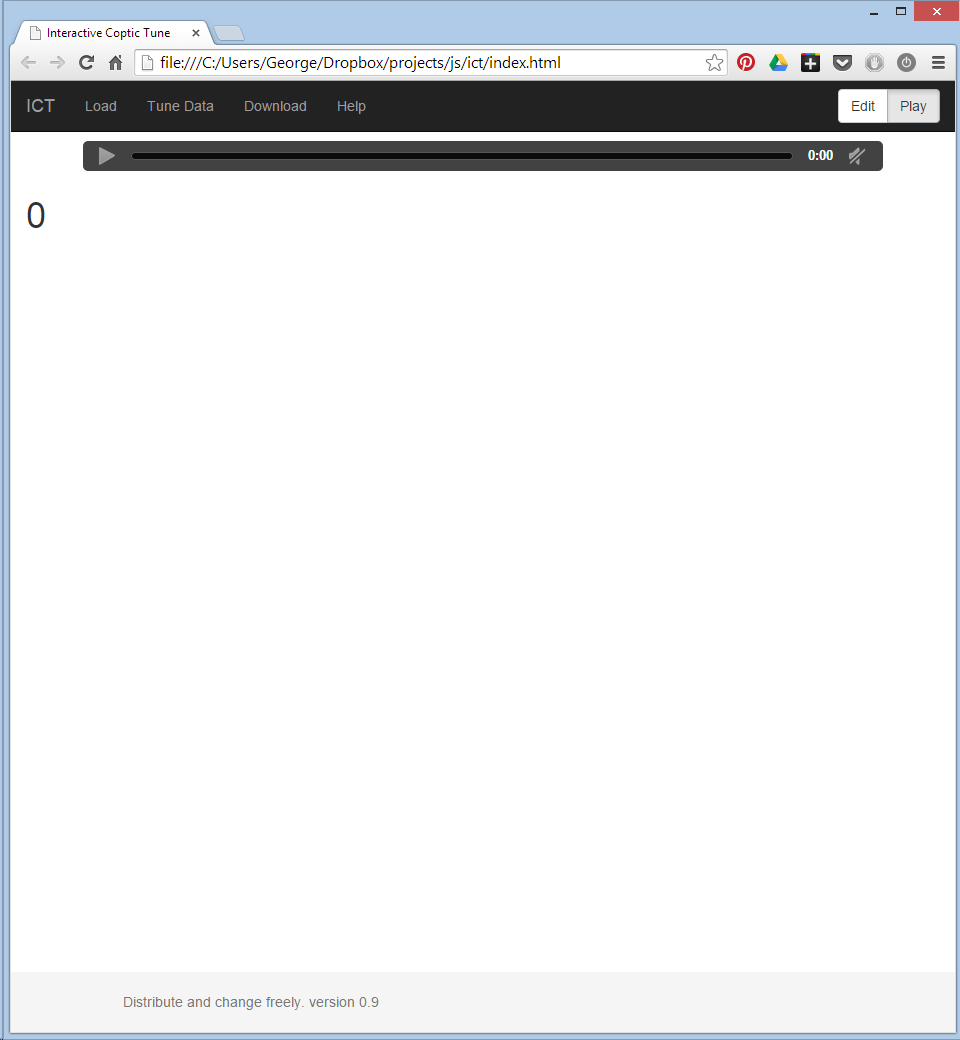 Interactive Coptic Tune
file:///C:/Users/George/Dropbox/projects/js/ict/index.html
ICT Load Tune Data Download Help Edit Play
0:00
0
Distribute and change freely. version 0.9